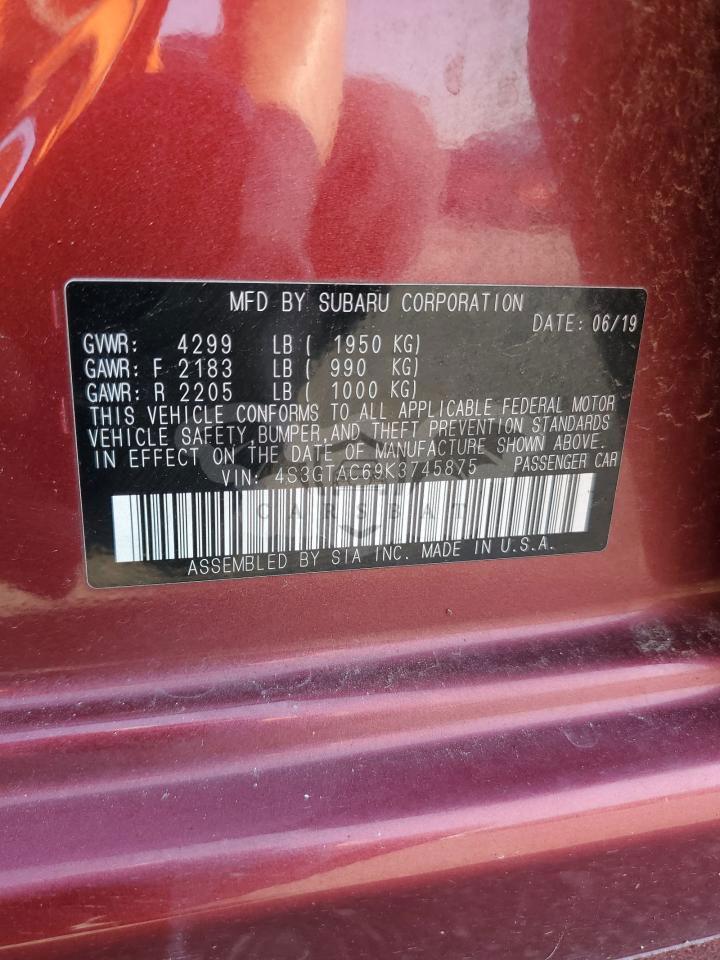 MFD BY SUBARU CORPORATION
DATE: 06/19
GVWR: 4299 LB ( 1950 KG)
GAWR: F 2183 LB ( 990 KG)
GAWR: R 2205 LB ( 1000 KG)
THIS VEHICLE CONFORMS TO ALL APPLICABLE FEDERAL MOTOR
VEHICLE SAFETY, BUMPER, AND THEFT PREVENTION STANDARDS
IN EFFECT ON THE DATE OF MANUFACTURE SHOWN ABOVE.
VIN: 4S3GTAC69K3745875 PASSENGER CAR
CARSBAT
ASSEMBLED BY SIA INC. MADE IN U.S.A.